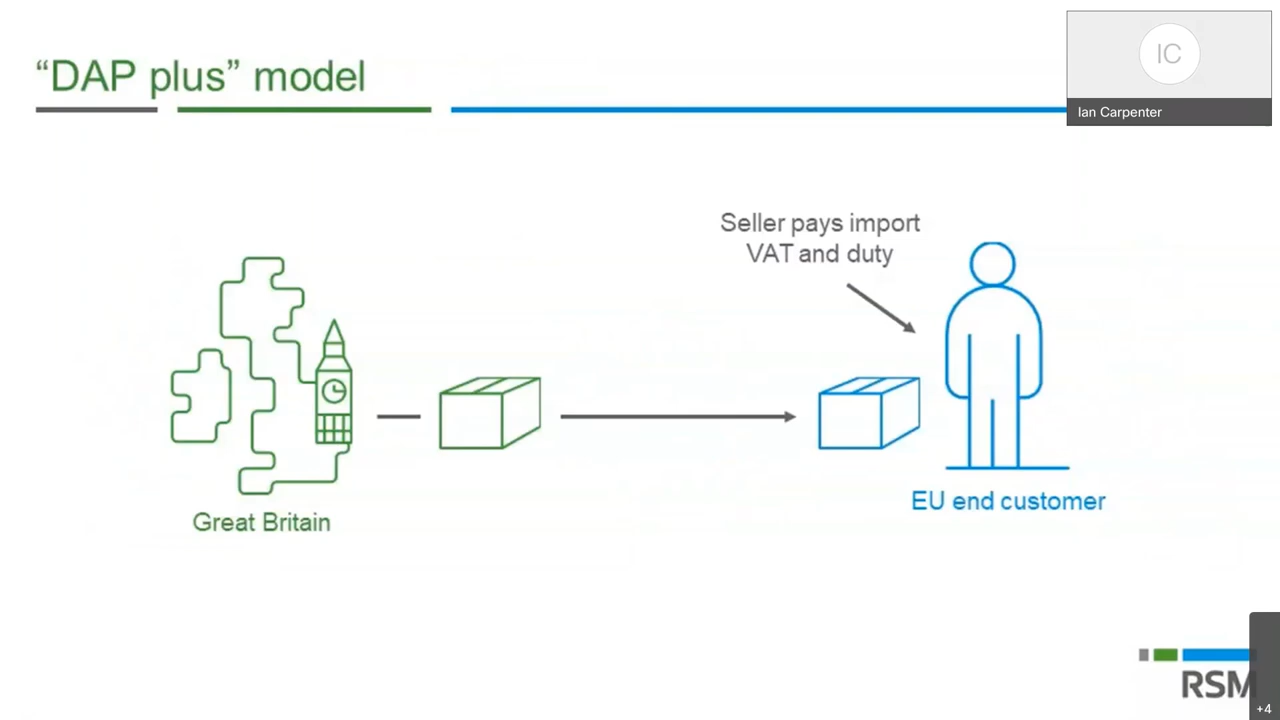 “DAP plus” model
IC
Ian Carpenter
Seller pays import
VAT and duty
Great Britain
EU end customer
RSM
+4